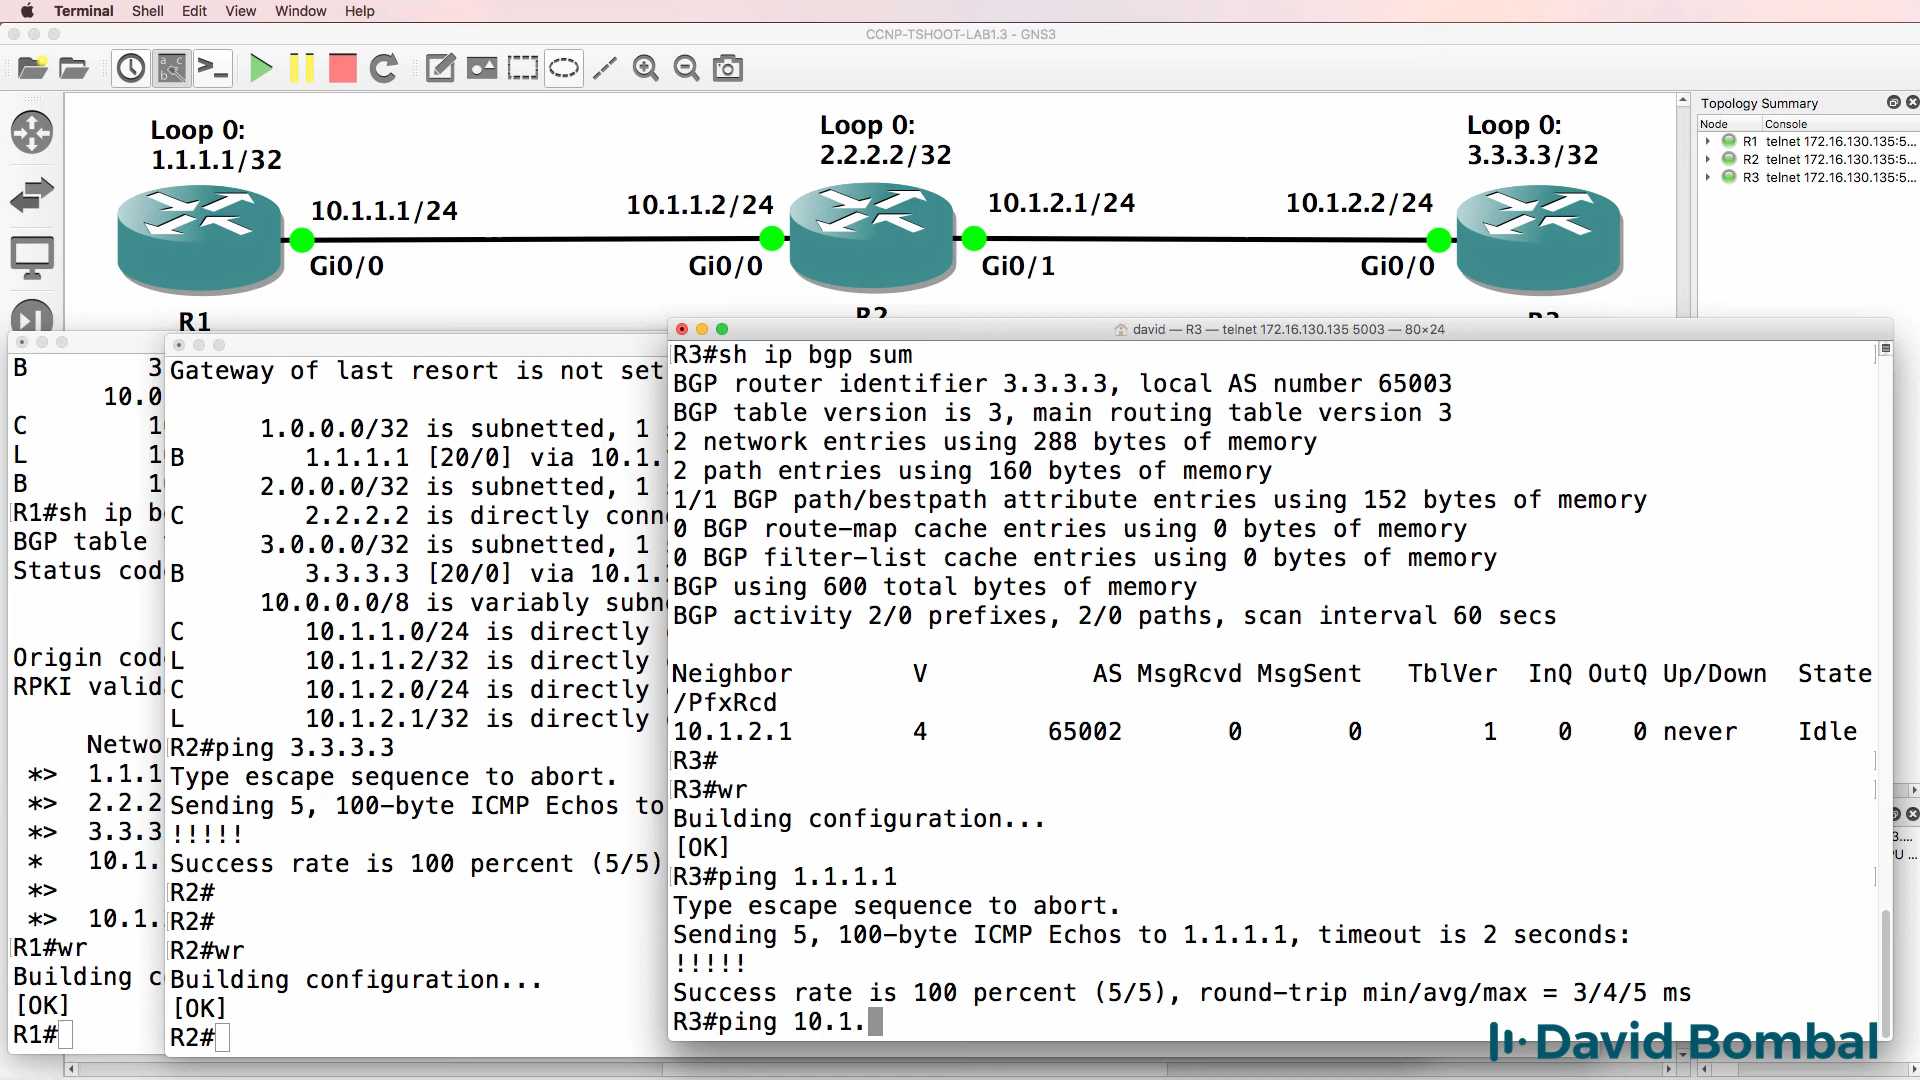 Terminal Shell Edit View Window Help
CCNP-TSHOOT-LAB1.3 - GNS3
Loop 0:
1.1.1.1/32
Loop 0:
2.2.2.2/32
Loop 0:
3.3.3.3/32
10.1.1.1/24
10.1.1.2/24
10.1.2.1/24
10.1.2.2/24
Gi0/0
Gi0/0
Gi0/1
Gi0/0
R1
R2
Topology Summary
Node Console
R1 telnet 172.16.130.135:5...
R2 telnet 172.16.130.135:5...
R3 telnet 172.16.130.135:5...
B 3
10.0
C 1
L 1
B 1
R1#sh ip b
BGP table
Status cod
Origin cod
RPKI valid
Netwo
*> 1.1.1
*> 2.2.2
*> 3.3.3
* 10.1.
*>
*> 10.1.
R1#wr
Building c
[OK]
R1#
Gateway of last resort is not set
1.0.0.0/32 is subnetted, 1
B 1.1.1.1 [20/0] via 10.1.
2.0.0.0/32 is subnetted, 1
C 2.2.2.2 is directly conn
3.0.0.0/32 is subnetted, 1
B 3.3.3.3 [20/0] via 10.1.
10.0.0.0/8 is variably subn
C 10.1.1.0/24 is directly
L 10.1.1.2/32 is directly
C 10.1.2.0/24 is directly
L 10.1.2.1/32 is directly
R2#ping 3.3.3.3
Type escape sequence to abort.
Sending 5, 100-byte ICMP Echos to
!!!!!
Success rate is 100 percent (5/5)
R2#
R2#
R2#wr
Building configuration...
[OK]
R2#
david — R3 — telnet 172.16.130.135 5003 — 80×24
R3#sh ip bgp sum
BGP router identifier 3.3.3.3, local AS number 65003
BGP table version is 3, main routing table version 3
2 network entries using 288 bytes of memory
2 path entries using 160 bytes of memory
1/1 BGP path/bestpath attribute entries using 152 bytes of memory
0 BGP route-map cache entries using 0 bytes of memory
0 BGP filter-list cache entries using 0 bytes of memory
BGP using 600 total bytes of memory
BGP activity 2/0 prefixes, 2/0 paths, scan interval 60 secs
Neighbor V AS MsgRcvd MsgSent TblVer InQ OutQ Up/Down State
/PfxRcd
10.1.2.1 4 65002 0 0 1 0 0 never Idle
R3#
R3#wr
Building configuration...
[OK]
R3#ping 1.1.1.1
Type escape sequence to abort.
Sending 5, 100-byte ICMP Echos to 1.1.1.1, timeout is 2 seconds:
!!!!!
Success rate is 100 percent (5/5), round-trip min/avg/max = 3/4/5 ms
R3#ping 10.1.
David Bombal